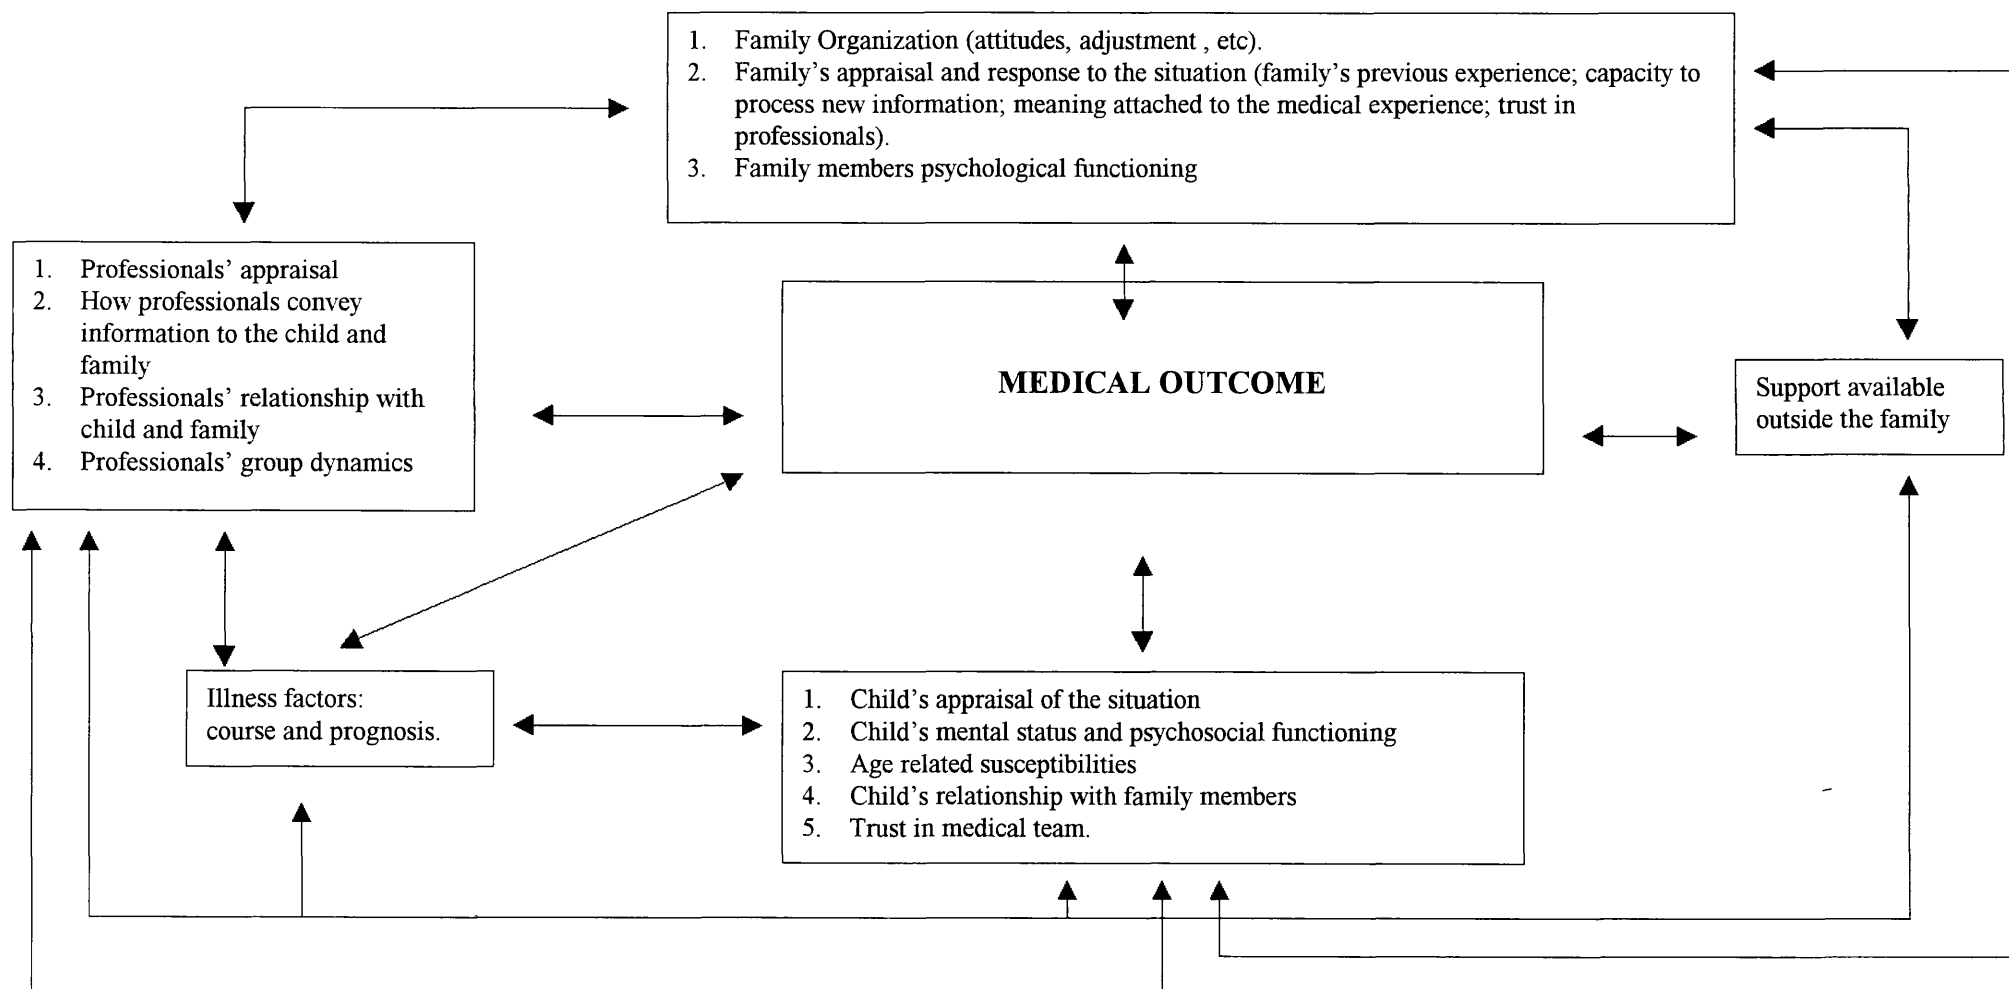 1. Family Organization (attitudes, adjustment , etc).
2. Family's appraisal and response to the situation (family's previous experience; capacity to
process new information; meaning attached to the medical experience; trust in
professionals).
3. Family members psychological functioning
1. Professionals' appraisal
2. How professionals convey
information to the child and
family
3. Professionals' relationship with
child and family
4. Professionals' group dynamics
MEDICAL OUTCOME
Support available
outside the family
Illness factors:
course and prognosis.
1. Child's appraisal of the situation
2. Child's mental status and psychosocial functioning
3. Age related susceptibilities
4. Child's relationship with family members
5. Trust in medical team.